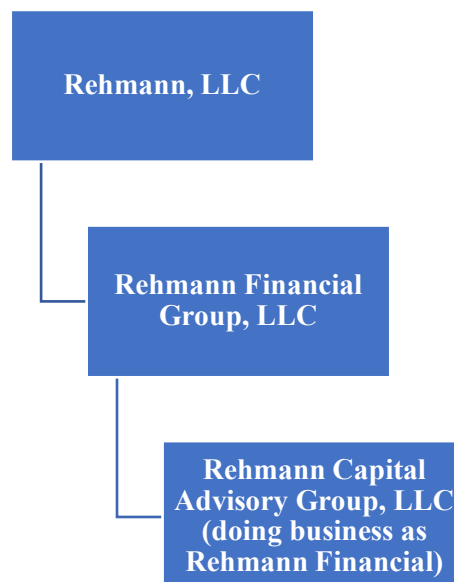 Rehmann, LLC
Rehmann Financial
Group, LLC
Rehmann Capital
Advisory Group, LLC
(doing business as
Rehmann Financial)